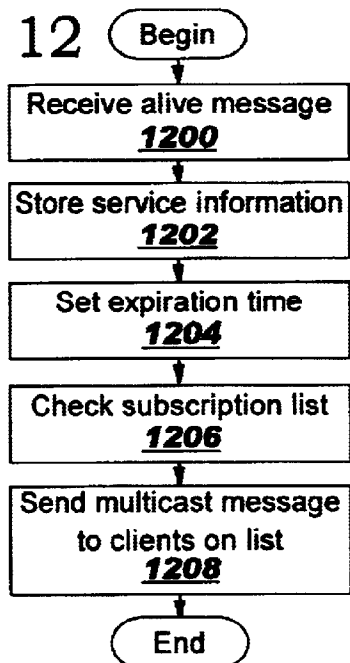 12
Begin
Receive alive message
1200
Store service information
1202
Set expiration time
1204
Check subscription list
1206
Send multicast message
to clients on list
1208
End